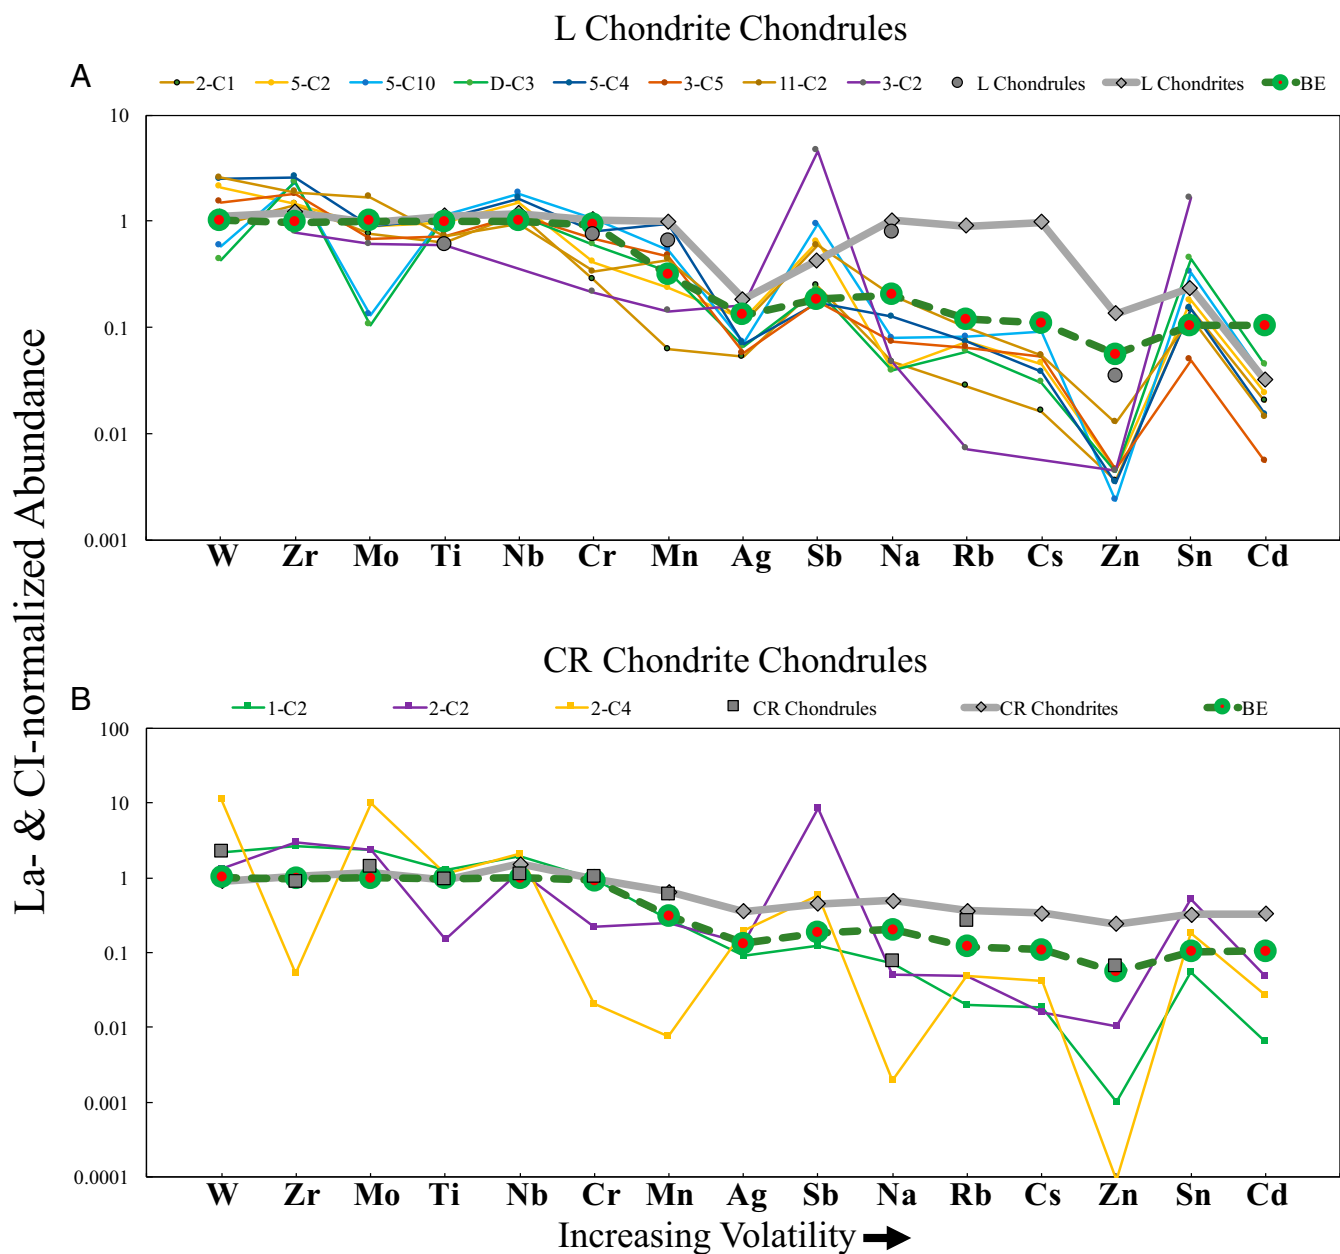 L Chondrite Chondrules
A
2-C1 5-C2 5-C10 D-C3 5-C4 3-C5 11-C2 3-C2 L Chondrules L Chondrites BE
10
1
0.1
0.01
0.001
W Zr Mo Ti Nb Cr Mn Ag Sb Na Rb Cs Zn Sn Cd
La- & CI-normalized Abundance
CR Chondrite Chondrules
B
1-C2 2-C2 2-C4 CR Chondrules CR Chondrites BE
100
10
1
0.1
0.01
0.001
0.0001
W Zr Mo Ti Nb Cr Mn Ag Sb Na Rb Cs Zn Sn Cd
Increasing Volatility